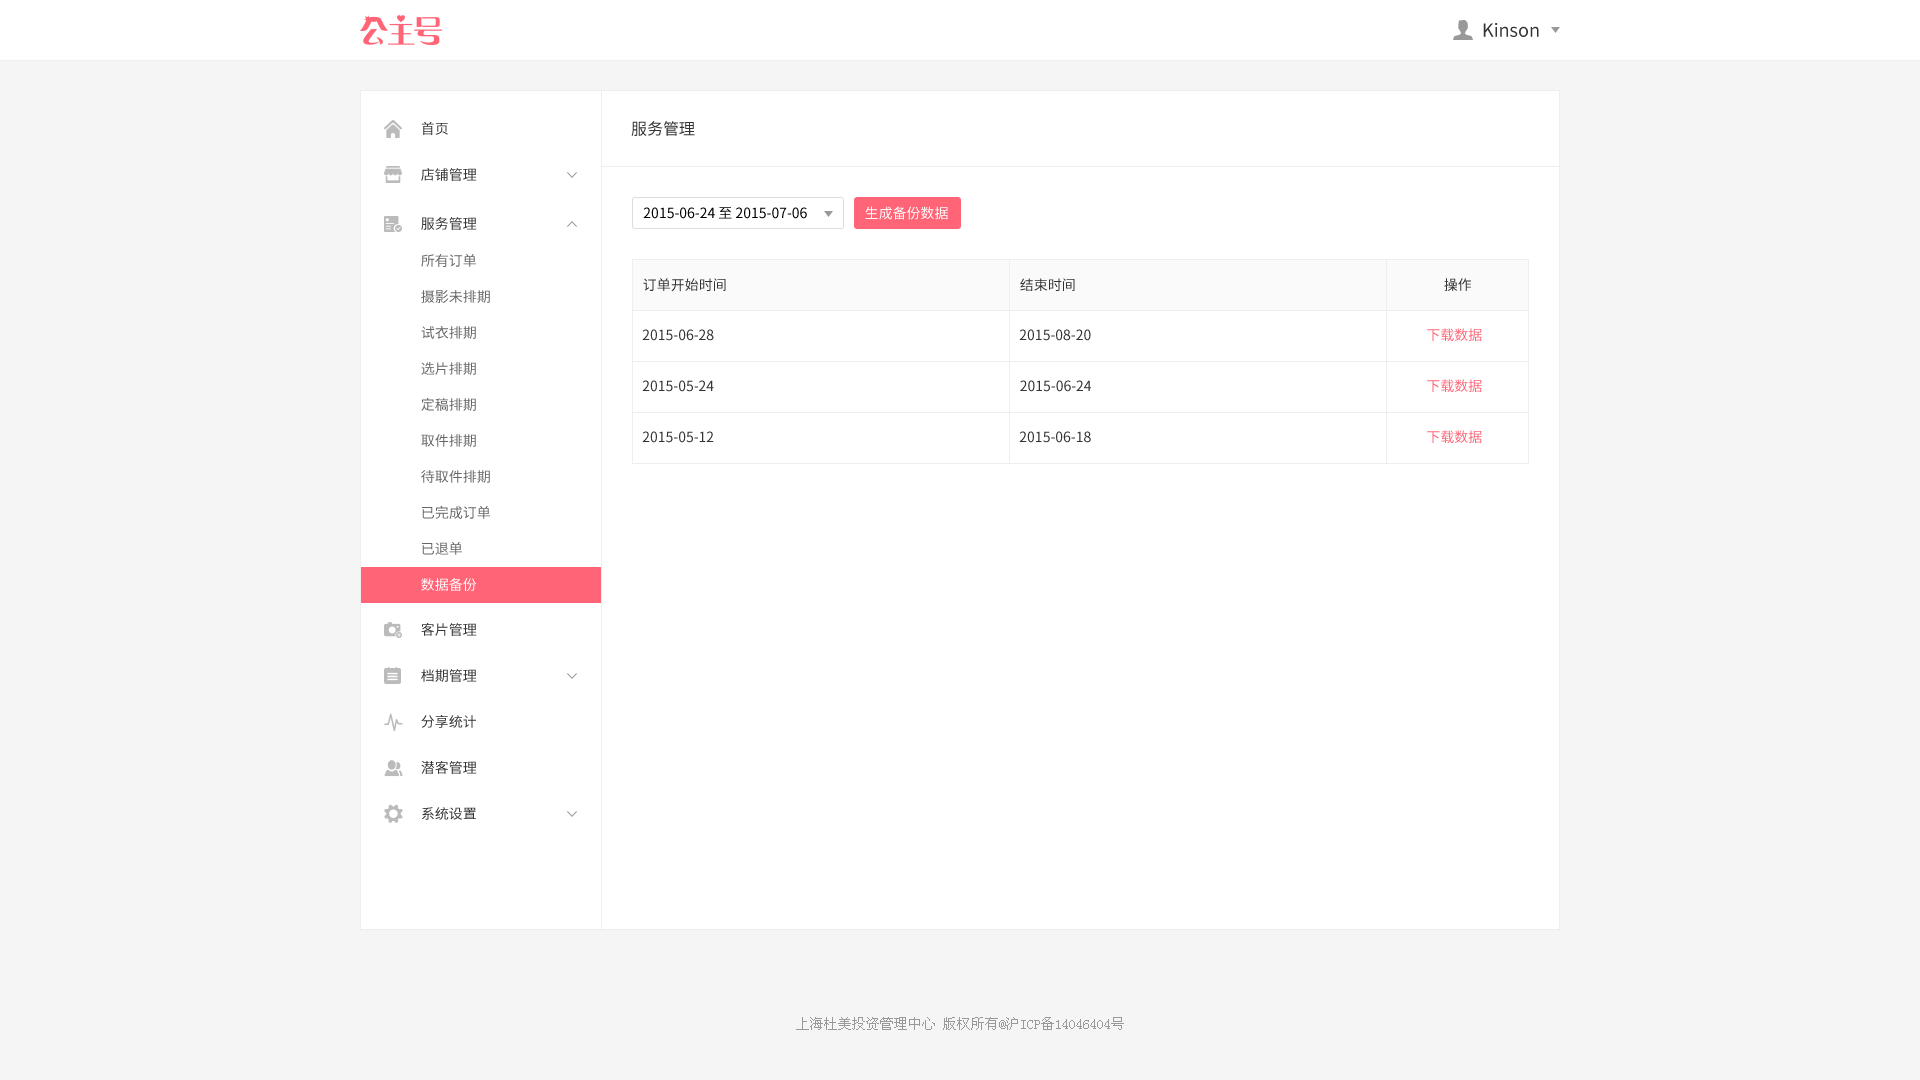 公主号
Kinson
首页
店铺管理
服务管理
所有订单
摄影未排期
试衣排期
选片排期
定稿排期
取件排期
待取件排期
已完成订单
已退单
数据备份
客片管理
档期管理
分享统计
潜客管理
系统设置
服务管理
2015-06-24 至 2015-07-06
生成备份数据
订单开始时间 结束时间 操作
2015-06-28 2015-08-20 下载数据
2015-05-24 2015-06-24 下载数据
2015-05-12 2015-06-18 下载数据
上海杜美投资管理中心 版权所有@沪ICP备14046404号